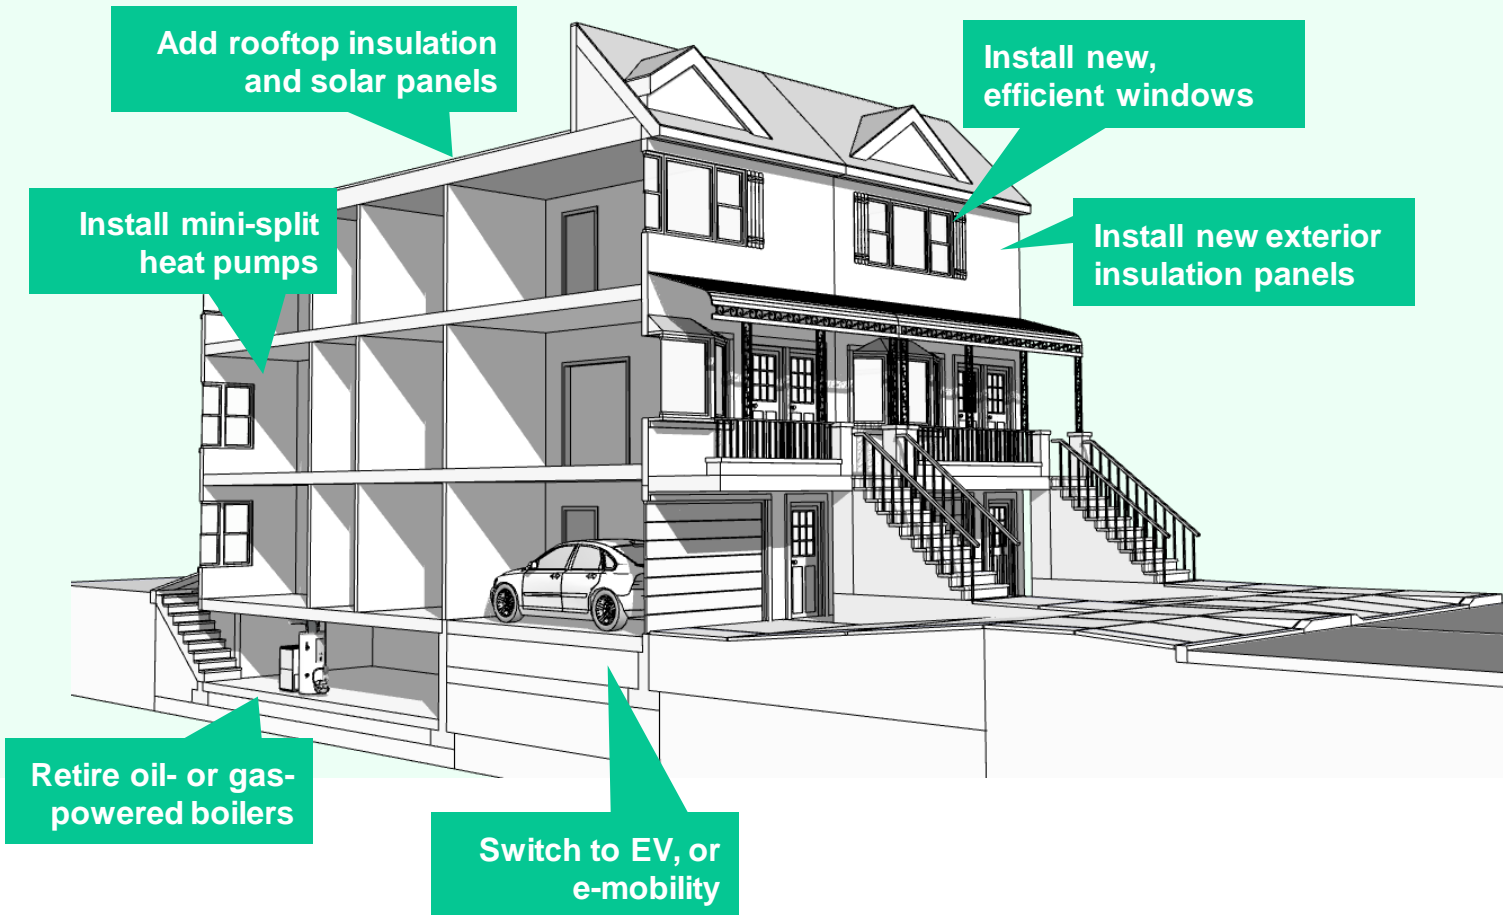 Add rooftop insulation
and solar panels
Install new,
efficient windows
Install mini-split
heat pumps
Install new exterior
insulation panels
Retire oil- or gas-
powered boilers
Switch to EV, or
e-mobility